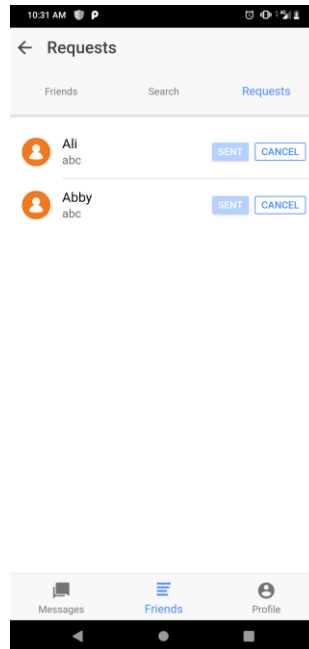 10:31 AM P
Requests
Friends Search Requests
Ali
abc
SENT CANCEL
Abby
abc
SENT CANCEL
Messages Friends Profile